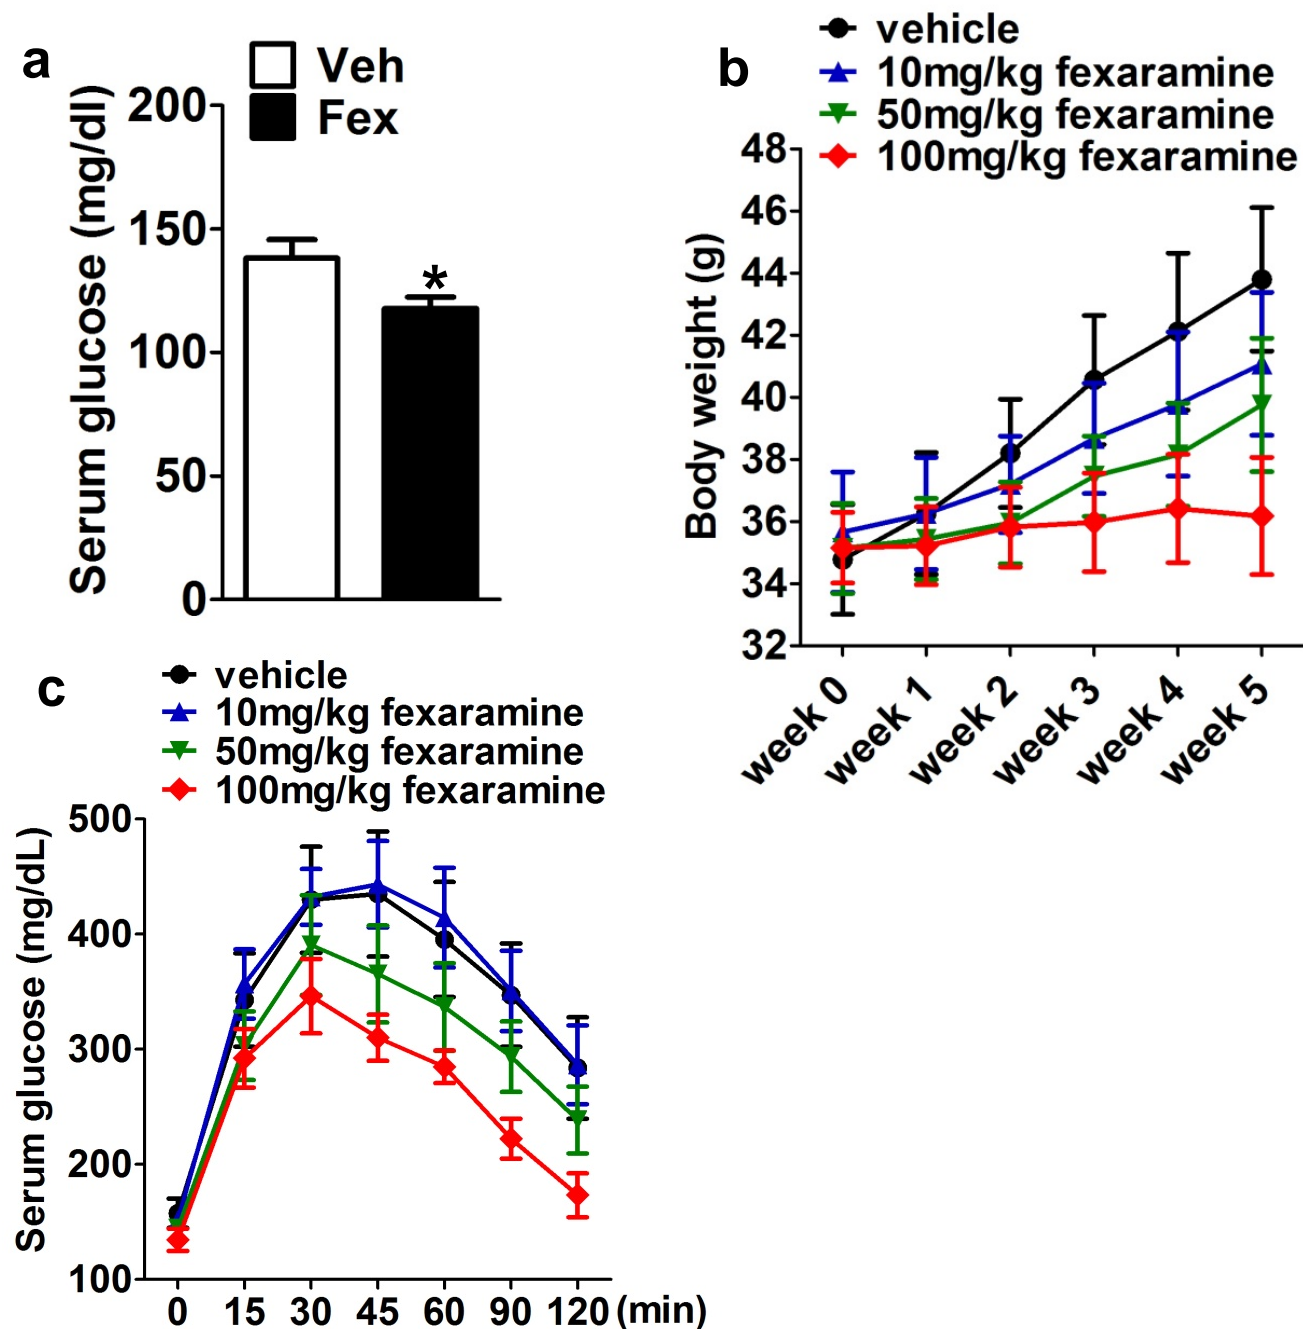 a
Veh
Fex
Serum glucose (mg/dl)
200
150
100
50
0
*
b
vehicle
10mg/kg fexaramine
50mg/kg fexaramine
100mg/kg fexaramine
Body weight (g)
48
46
44
42
40
38
36
34
32
week 0
week 1
week 2
week 3
week 4
week 5
c
vehicle
10mg/kg fexaramine
50mg/kg fexaramine
100mg/kg fexaramine
Serum glucose (mg/dL)
500
400
300
200
100
0 15 30 45 60 90 120 (min)